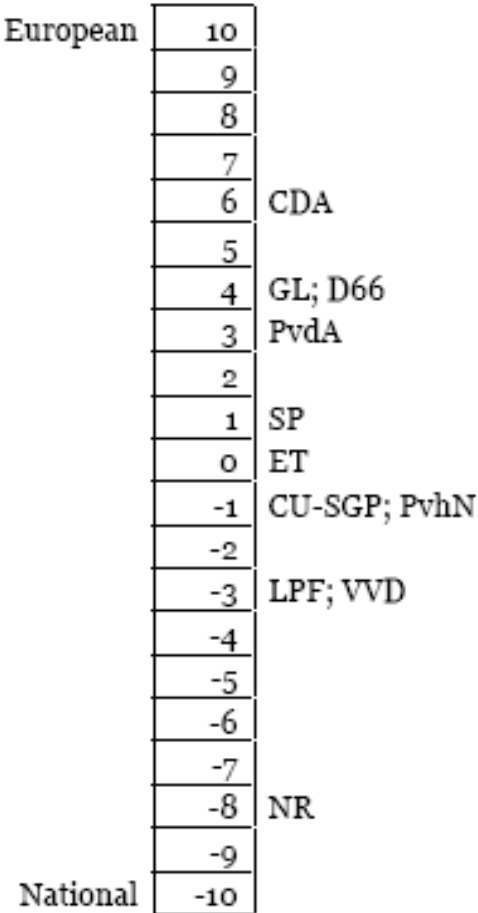 European 10
9
8
7
6 CDA
5
4 GL; D66
3 PvdA
2
1 SP
0 ET
-1 CU-SGP; PvhN
-2
-3 LPF; VVD
-4
-5
-6
-7
-8 NR
-9
National -10